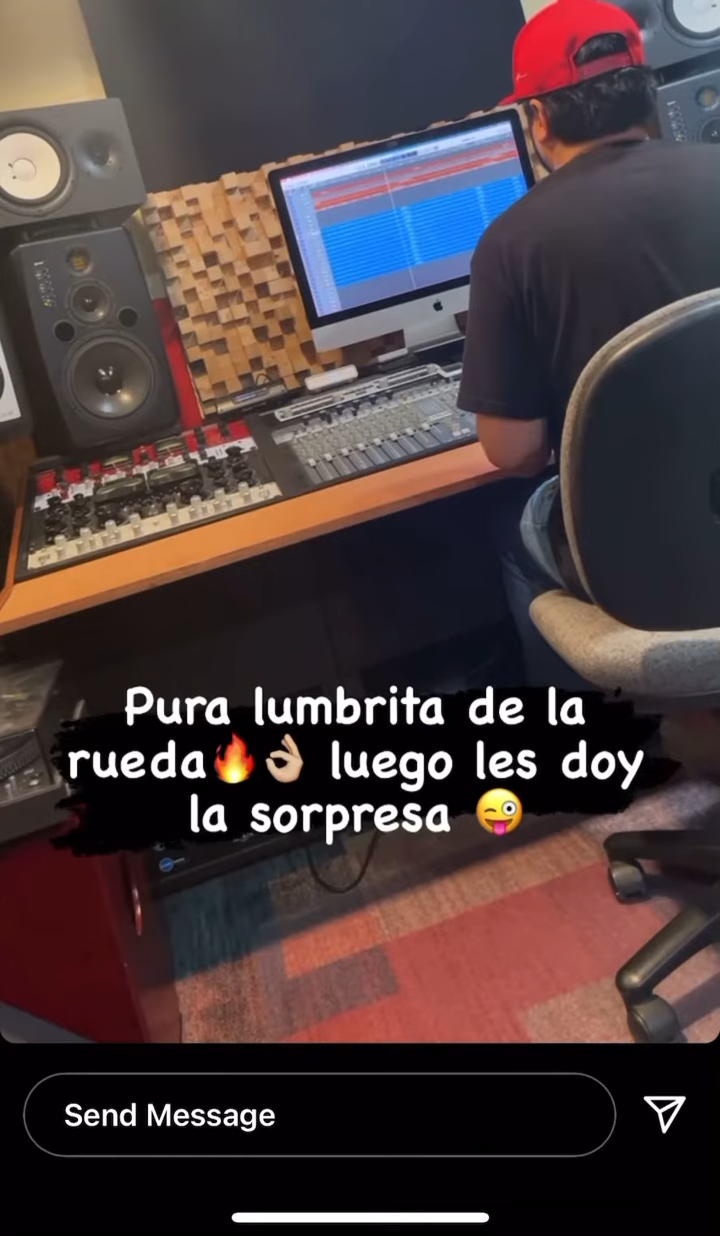 Pura lumbrita de la
rueda🔥👌🏼 luego les doy
la sorpresa 😜
Send Message